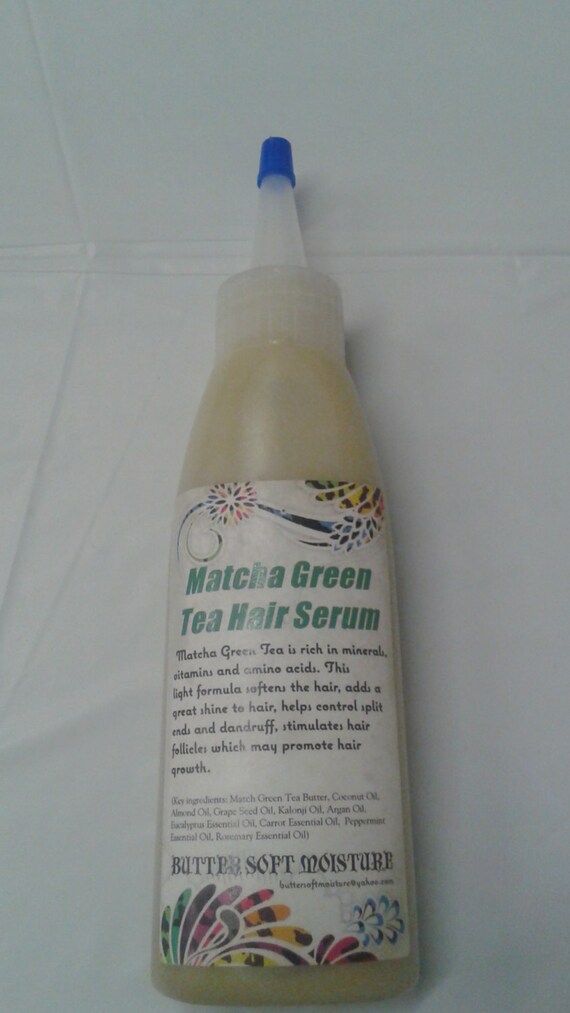 Matcha Green
Tea Hair Serum
Matcha Green Tea is rich in minerals,
vitamins and amino acids. This
light formula softens the hair, adds a
great shine to hair, helps control split
ends and dandruff, stimulates hair
follicles which may promote hair
growth.
(Key ingredients: Match Green Tea Butter, Coconut Oil,
Almond Oil, Grape Seed Oil, Kalonji Oil, Argan Oil,
Eucalyptus Essential Oil, Carrot Essential Oil, Peppermint
Essential Oil, Rosemary Essential Oil)
BUTTER SOFT MOISTURE
buttersoftmoisture@yahoo.com